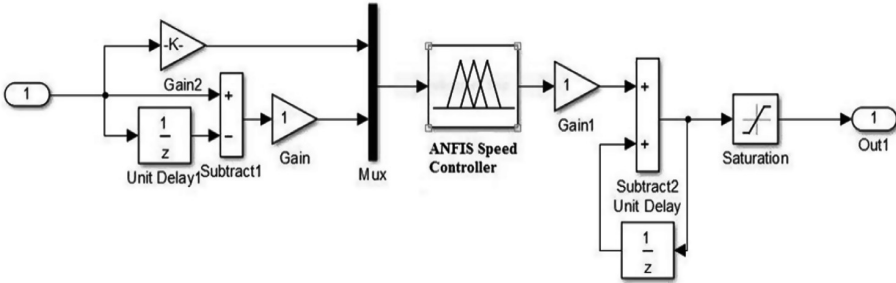 -K-
Gain2
1
+
-
1
z
Unit Delay1
Subtract1
1
Gain
Mux
ANFIS Speed
Controller
1
Gain1
+
+
Subtract2
Unit Delay
1
z
Saturation
1
Out1